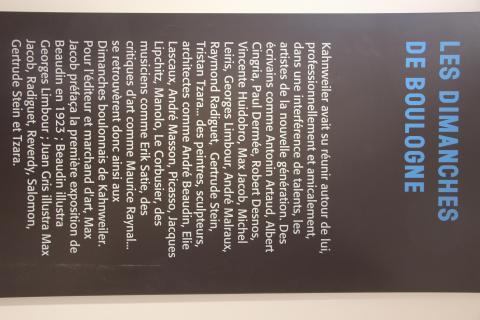 LES DIMANCHES
DE BOULOGNE
Kahnweiler avait su réunir autour de lui,
professionnellement et amicalement,
dans une interférence de talents, les
artistes de la nouvelle génération. Des
écrivains comme Antonin Artaud, Albert
Cingria, Paul Dermée, Robert Desnos,
Vincente Huidobro, Max Jacob, Michel
Leiris, Georges Limbour, André Malraux,
Raymond Radiguet, Gertrude Stein,
Tristan Tzara... des peintres, sculpteurs,
architectes comme André Beaudin, Elie
Lascaux, André Masson, Picasso, Jacques
Lipchitz, Manolo, Le Corbusier, des
musiciens comme Erik Satie, des
critiques d'art comme Maurice Raynal...
se retrouvèrent donc ainsi aux
Dimanches boulonnais de Kahnweiler.
Pour l'éditeur et marchand d'art, Max
Jacob préfaça la première exposition de
Beaudin en 1923 ; Beaudin illustra
Georges Limbour ; Juan Gris illustra Max
Jacob, Radiguet, Reverdy, Salomon,
Gertrude Stein et Tzara.